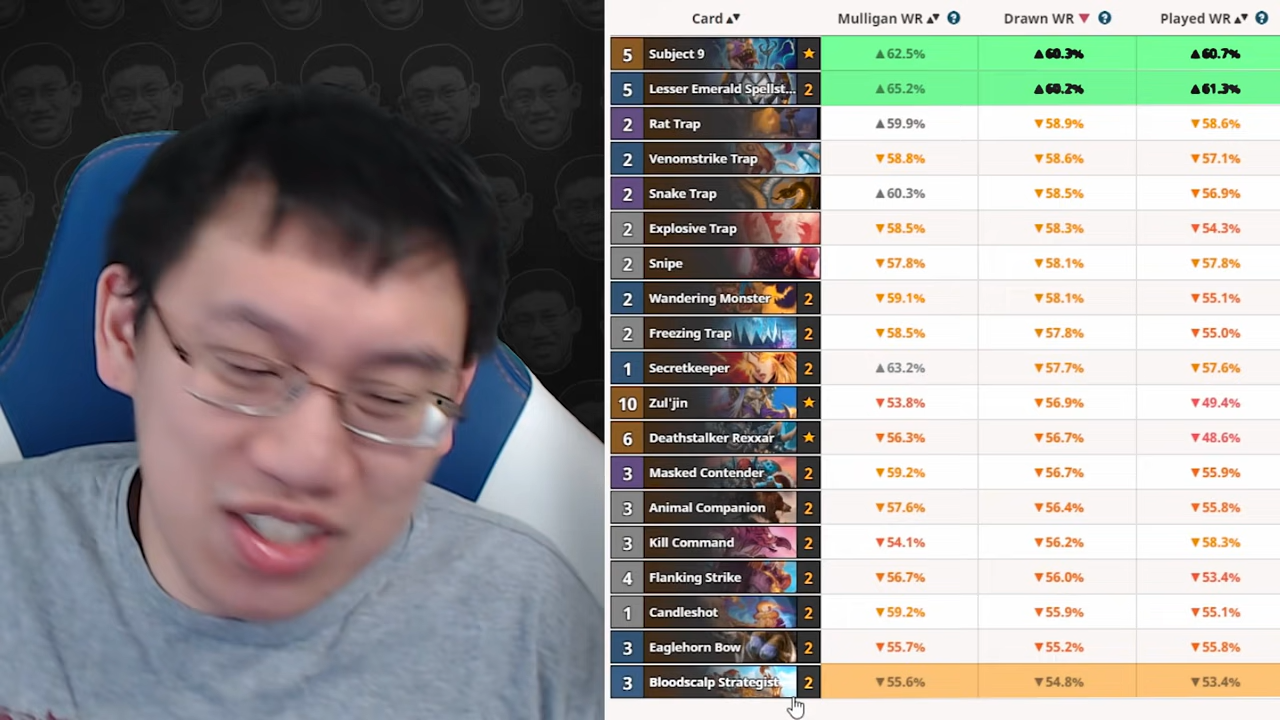 Card ▲▼ Mulligan WR ▲▼ ? Drawn WR ▼ ? Played WR ▲▼ ?
5 Subject 9 ★ ▲62.5% ▲60.3% ▲60.7%
5 Lesser Emerald Spellst... 2 ▲65.2% ▲60.2% ▲61.3%
2 Rat Trap ▲59.9% ▼58.9% ▼58.6%
2 Venomstrike Trap ▼58.8% ▼58.6% ▼57.1%
2 Snake Trap ▲60.3% ▼58.5% ▼56.9%
2 Explosive Trap ▼58.5% ▼58.3% ▼54.3%
2 Snipe ▼57.8% ▼58.1% ▼57.8%
2 Wandering Monster 2 ▼59.1% ▼58.1% ▼55.1%
2 Freezing Trap 2 ▼58.5% ▼57.8% ▼55.0%
1 Secretkeeper 2 ▲63.2% ▼57.7% ▼57.6%
10 Zul'jin ★ ▼53.8% ▼56.9% ▼49.4%
6 Deathstalker Rexxar ★ ▼56.3% ▼56.7% ▼48.6%
3 Masked Contender 2 ▼59.2% ▼56.7% ▼55.9%
3 Animal Companion 2 ▼57.6% ▼56.4% ▼55.8%
3 Kill Command 2 ▼54.1% ▼56.2% ▼58.3%
4 Flanking Strike 2 ▼56.7% ▼56.0% ▼53.4%
1 Candleshot 2 ▼59.2% ▼55.9% ▼55.1%
3 Eaglehorn Bow 2 ▼55.7% ▼55.2% ▼55.8%
3 Bloodscalp Strategist 2 ▼55.6% ▼54.8% ▼53.4%